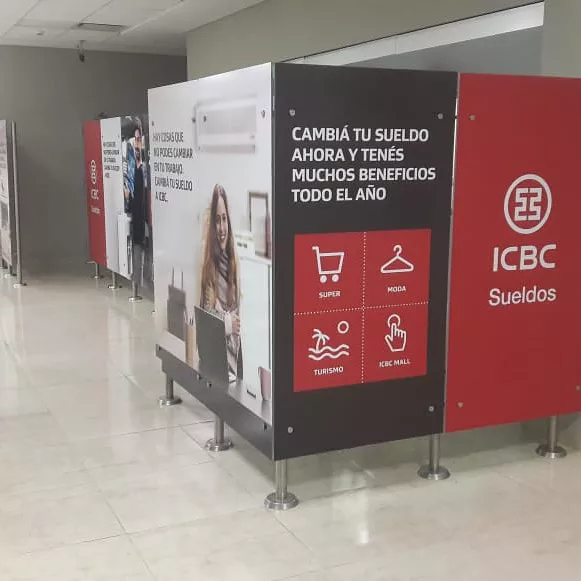 HAY COSAS QUE
NO PODES CAMBIAR
EN TU TRABAJO.
CAMBIÁ TU SUELDO
A ICBC.
CAMBIÁ TU SUELDO
AHORA Y TENÉS
MUCHOS BENEFICIOS
TODO EL AÑO
SUPER
MODA
TURISMO
ICBC MALL
ICBC
Sueldos